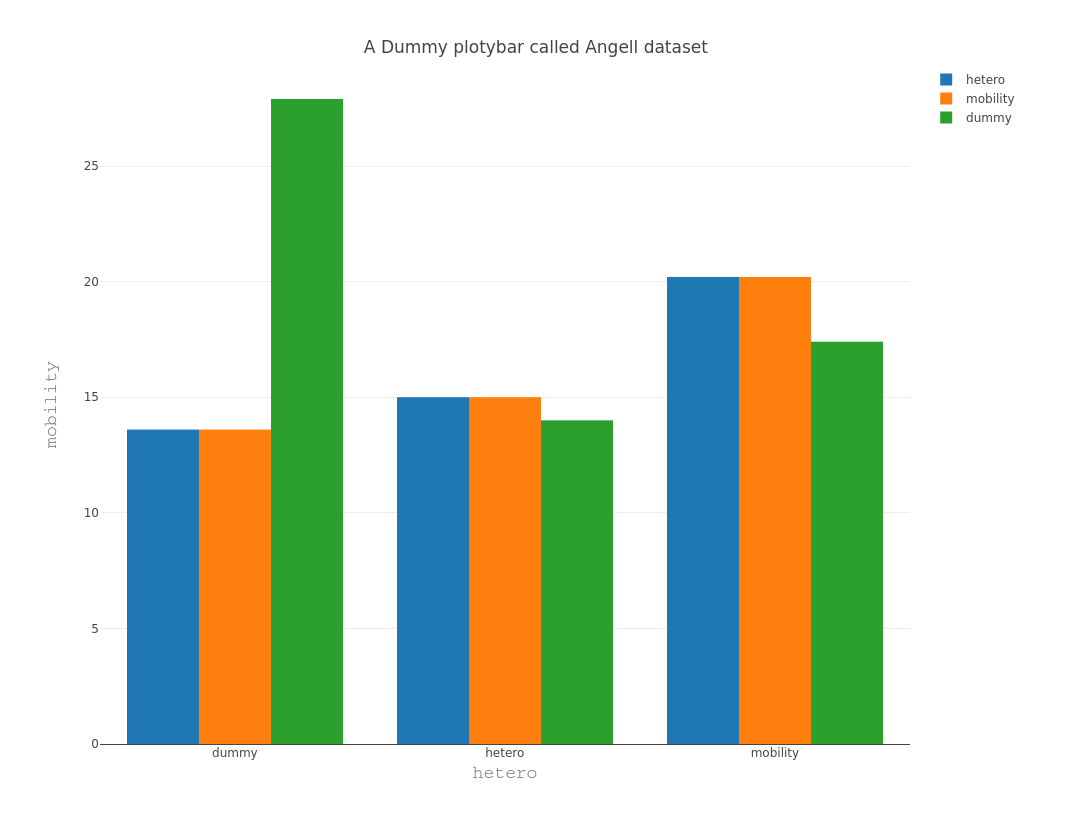 A Dummy plotybar called Angell dataset
hetero
mobility
dummy
25
20
15
10
5
0
mobility
dummy hetero mobility
hetero